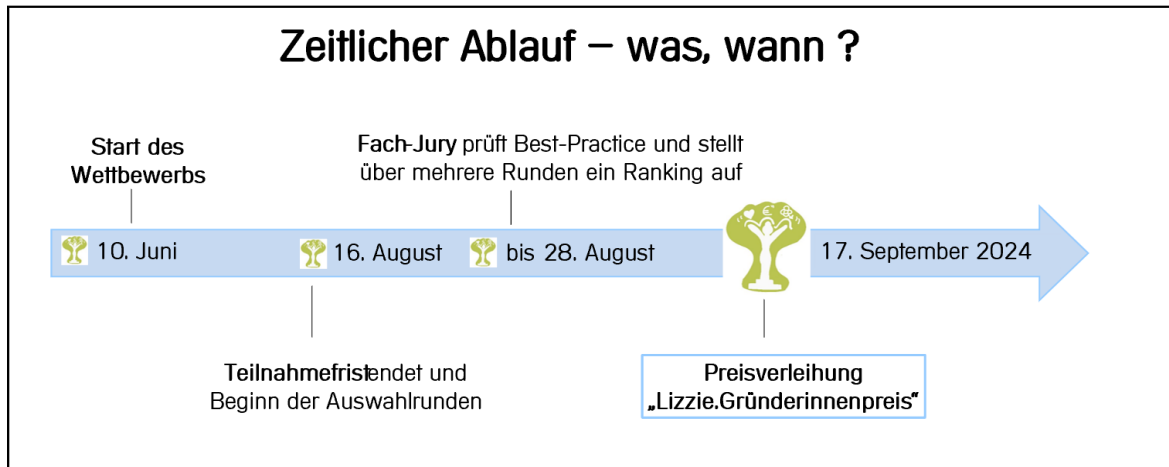 Zeitlicher Ablauf – was, wann ?
Start des
Wettbewerbs
Fach-Jury prüft Best-Practice und stellt
über mehrere Runden ein Ranking auf
10. Juni
16. August
bis 28. August
17. September 2024
Teilnahmefristendet und
Beginn der Auswahlrunden
Preisverleihung
„Lizzie.Gründerinnenpreis“